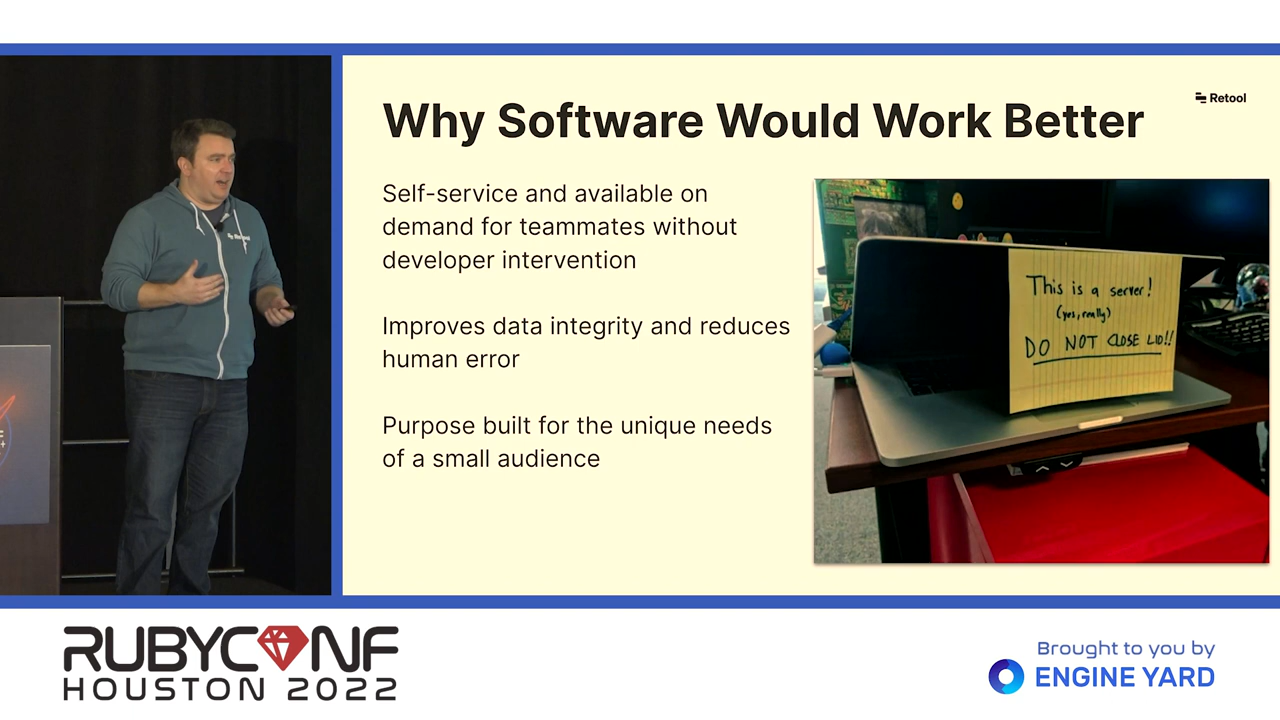 Why Software Would Work Better
Retool
Self-service and available on
demand for teammates without
developer intervention
Improves data integrity and reduces
human error
Purpose built for the unique needs
of a small audience
This is a server!
(yes, really)
DO NOT CLOSE LID!!
RUBYCONF
HOUSTON 2022
Brought to you by
ENGINE YARD